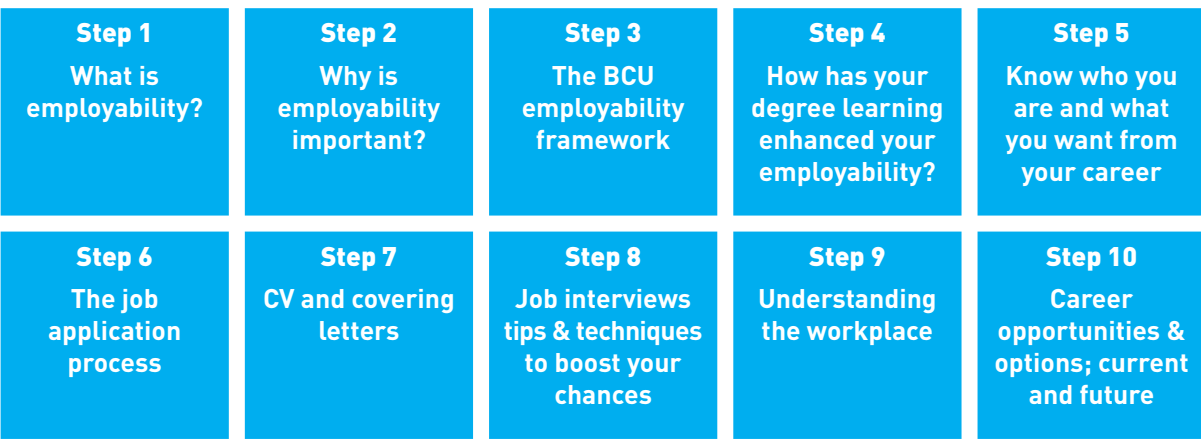 Step 1
What is
employability?
Step 2
Why is
employability
important?
Step 3
The BCU
employability
framework
Step 4
How has your
degree learning
enhanced your
employability?
Step 5
Know who you
are and what
you want from
your career
Step 6
The job
application
process
Step 7
CV and covering
letters
Step 8
Job interviews
tips & techniques
to boost your
chances
Step 9
Understanding
the workplace
Step 10
Career
opportunities &
options; current
and future